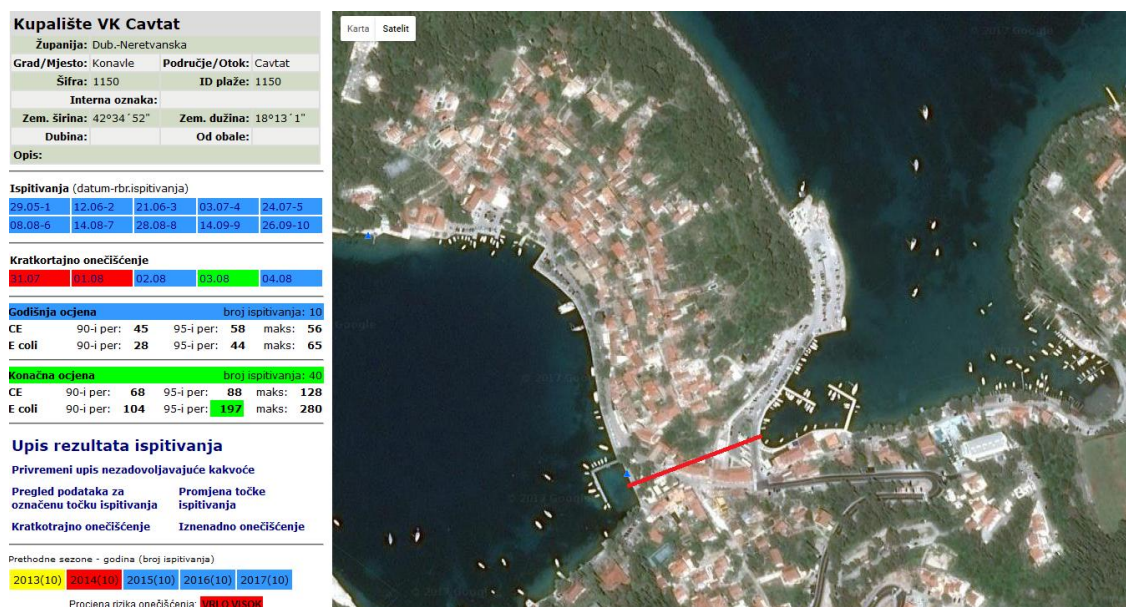 Kupalište VK Cavtat
Županija: Dub.-Neretvanska
Grad/Mjesto: Konavle Područje/Otok: Cavtat
Šifra: 1150 ID plaže: 1150
Interna oznaka:
Zem. širina: 42°34´52" Zem. dužina: 18°13´1"
Dubina: Od obale:
Opis:
Ispitivanja (datum-rbr.ispitivanja)
29.05-1 12.06-2 21.06-3 03.07-4 24.07-5
08.08-6 14.08-7 28.08-8 14.09-9 26.09-10
Kratkortajno onečišćenje
31.07 01.08 02.08 03.08 04.08
Godišnja ocjena broj ispitivanja: 10
CE 90-i per: 45 95-i per: 58 maks: 56
E coli 90-i per: 28 95-i per: 44 maks: 65
Konačna ocjena broj ispitivanja: 40
CE 90-i per: 68 95-i per: 88 maks: 128
E coli 90-i per: 104 95-i per: 197 maks: 280
Upis rezultata ispitivanja
Privremeni upis nezadovoljavajuće kakvoće
Pregled podataka za označenu točku ispitivanja
Promjena točke ispitivanja
Kratkotrajno onečišćenje Iznenadno onečišćenje
Prethodne sezone - godina (broj ispitivanja)
2013(10) 2014(10) 2015(10) 2016(10) 2017(10)
Procjena rizika onečišćenja: VRLO VISOK
Karta Satelit
© 2017 Google